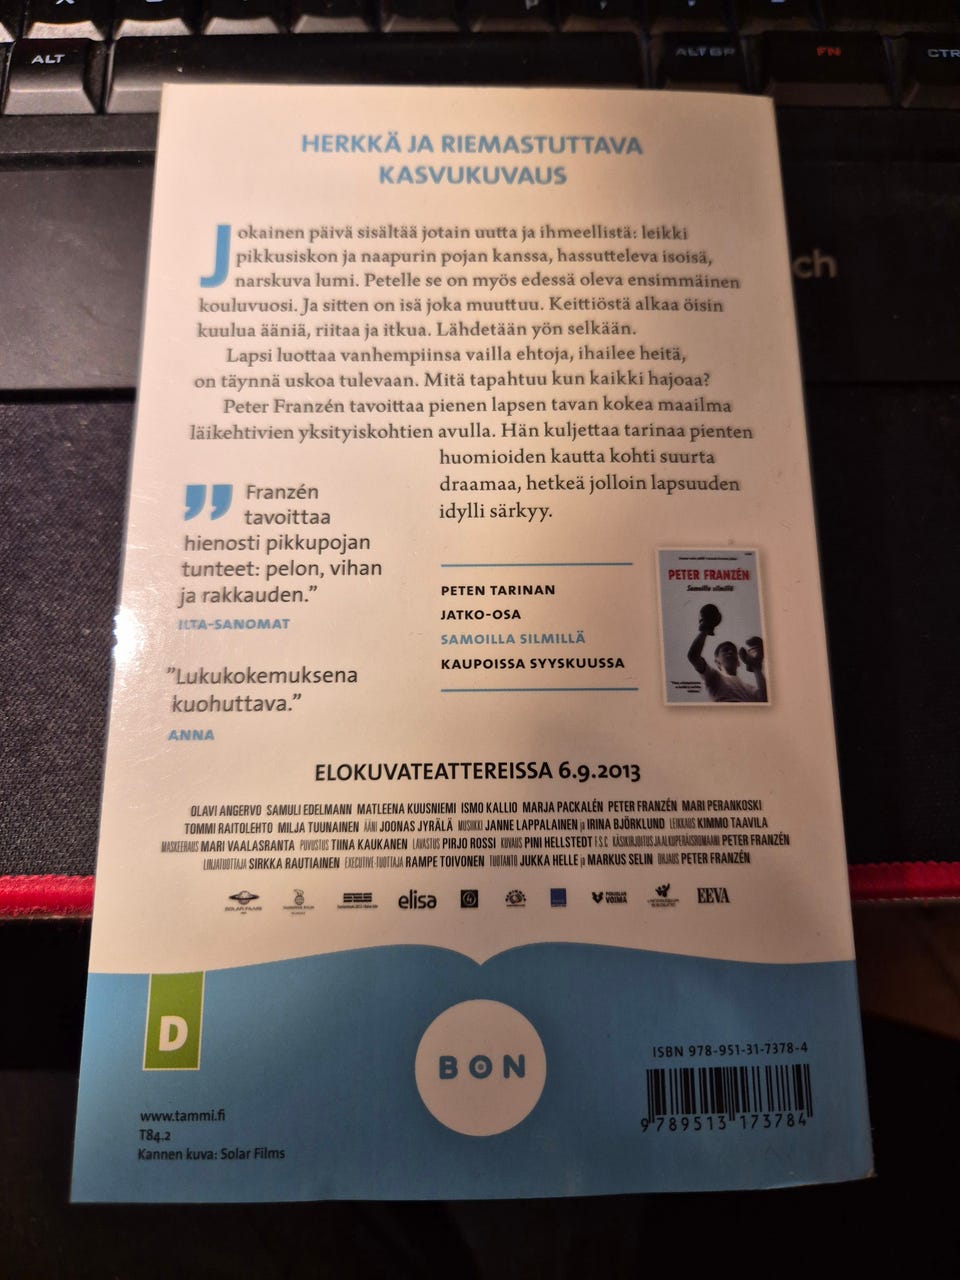 ALT
ALT GR
FN
CTR
ch
HERKKÄ JA RIEMASTUTTAVA
KASVUKUVAUS
Jokainen päivä sisältää jotain uutta ja ihmeellistä: leikki
pikkusiskon ja naapurin pojan kanssa, hassutteleva isoisä,
narskuva lumi. Petelle se on myös edessä oleva ensimmäinen
kouluvuosi. Ja sitten on isä joka muuttuu. Keittiöstä alkaa öisin
kuulua ääniä, riitaa ja itkua. Lähdetään yön selkään.
Lapsi luottaa vanhempiinsa vailla ehtoja, ihailee heitä,
on täynnä uskoa tulevaan. Mitä tapahtuu kun kaikki hajoaa?
Peter Franzén tavoittaa pienen lapsen tavan kokea maailma
läikehtivien yksityiskohtien avulla. Hän kuljettaa tarinaa pienten
huomioiden kautta kohti suurta
draamaa, hetkeä jolloin lapsuuden
idylli särkyy.
” Franzén
tavoittaa
hienosti pikkupojan
tunteet: pelon, vihan
ja rakkauden.”
ILTA-SANOMAT
”Lukukokemuksena
kuohuttava.”
ANNA
PETEN TARINAN
JATKO-OSA
SAMOILLA SILMILLÄ
KAUPOISSA SYYSKUUSSA
PETER FRANZÉN
Samoilla silmillä
ELOKUVATEATTEREISSA 6.9.2013
OLAVI ANGERVO SAMULI EDELMANN MATLEENA KUUSNIEMI ISMO KALLIO MARJA PACKALÉN PETER FRANZÉN MARI PERANKOSKI
TOMMI RAITOLEHTO MILJA TUUNAINEN ÄÄNI JOONAS JYRÄLÄ MUSIIKKI JANNE LAPPALAINEN ja IRINA BJÖRKLUND LEIKKAUS KIMMO TAAVILA
MASKEERAUS MARI VAALASRANTA PUVUSTUS TIINA KAUKANEN LAVASTUS PIRJO ROSSI KUVAUS PINI HELLSTEDT F.S.C. KÄSIKIRJOITUS JA ALKUPERÄISROMAANI PETER FRANZÉN
LINJATUOTTAJA SIRKKA RAUTIAINEN EXECUTIVE-TUOTTAJA RAMPE TOIVONEN TUOTANTO JUKKA HELLE ja MARKUS SELIN OHJAUS PETER FRANZÉN
SOLAR FILMS
elisa
4
POHJOLAN VOIMA
EEVA
D
BON
ISBN 978-951-31-7378-4
9 789513 173784
www.tammi.fi
T84.2
Kannen kuva: Solar Films